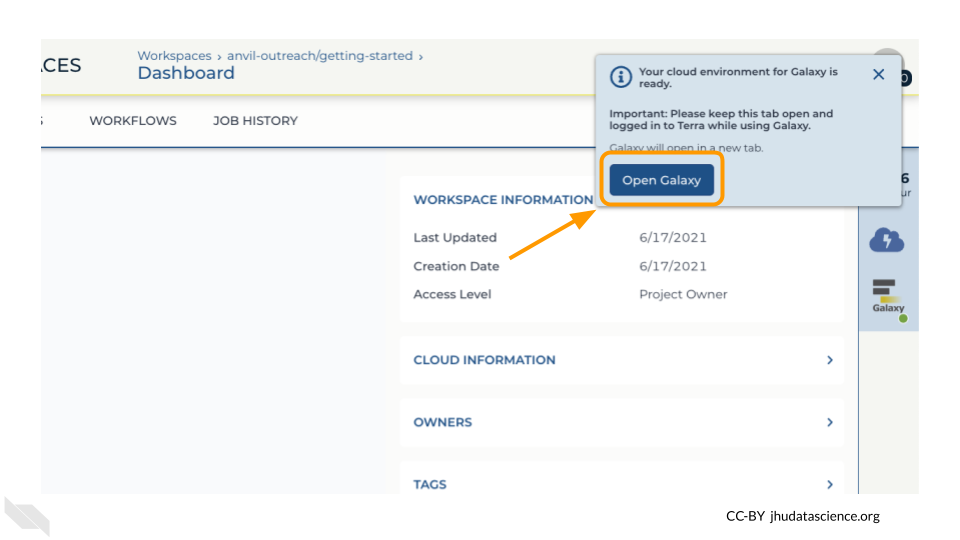 Workspaces › anvil-outreach/getting-started ›
Dashboard
WORKFLOWS
JOB HISTORY
Your cloud environment for Galaxy is
ready.
Important: Please keep this tab open and
logged in to Terra while using Galaxy.
Galaxy will open in a new tab.
Open Galaxy
WORKSPACE INFORMATION
Last Updated 6/17/2021
Creation Date 6/17/2021
Access Level Project Owner
Galaxy
CLOUD INFORMATION
OWNERS
TAGS
CC-BY jhudatascience.org